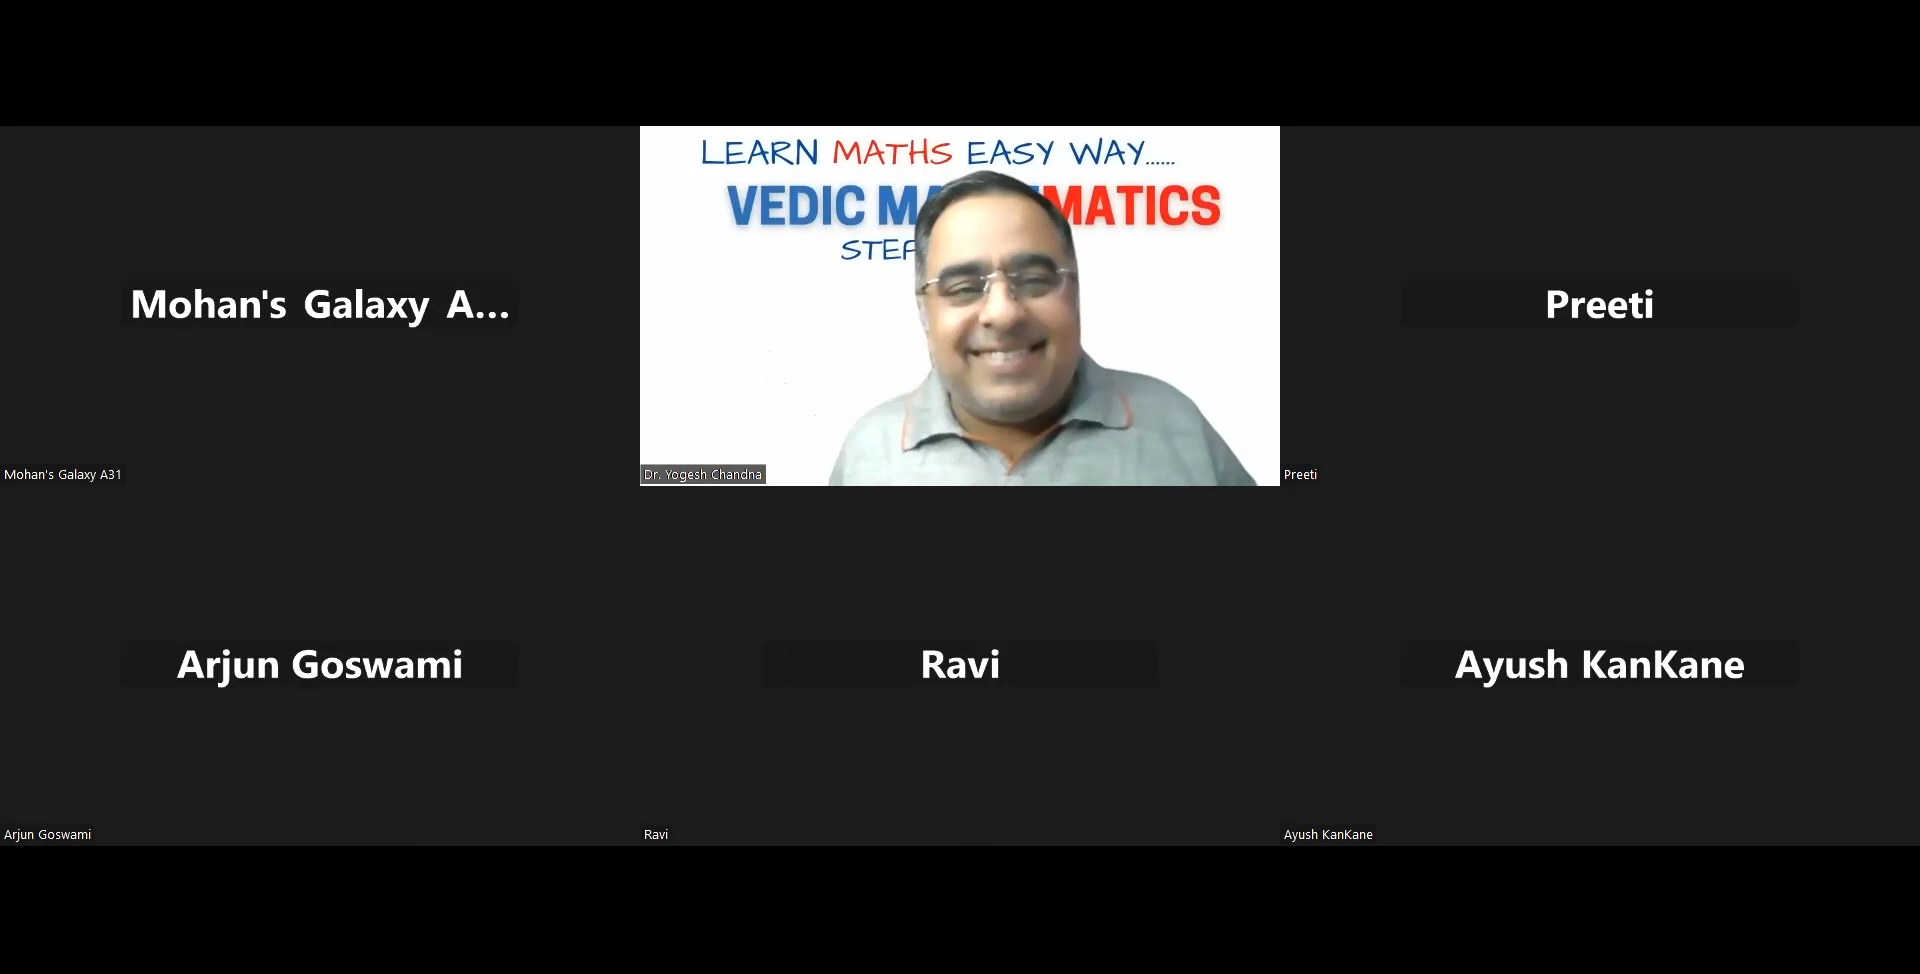 LEARN MATHS EASY WAY......
VEDIC MA MATICS
STEP
Mohan's Galaxy A...
Preeti
Mohan's Galaxy A31
Dr. Yogesh Chandna
Preeti
Arjun Goswami
Ravi
Ayush KanKane
Arjun Goswami
Ravi
Ayush KanKane